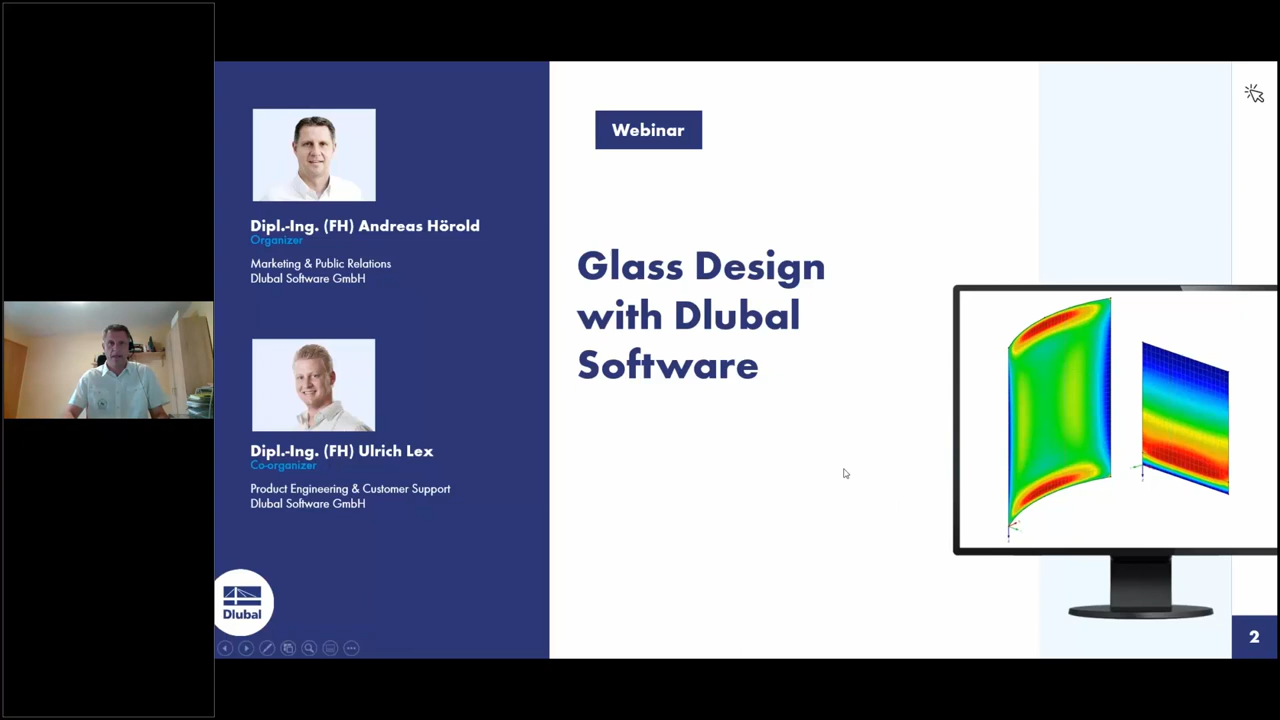 Dipl.-Ing. (FH) Andreas Hörold
Organizer
Marketing & Public Relations
Dlubal Software GmbH
Dipl.-Ing. (FH) Ulrich Lex
Co-organizer
Product Engineering & Customer Support
Dlubal Software GmbH
Dlubal
Webinar
Glass Design
with Dlubal
Software
2